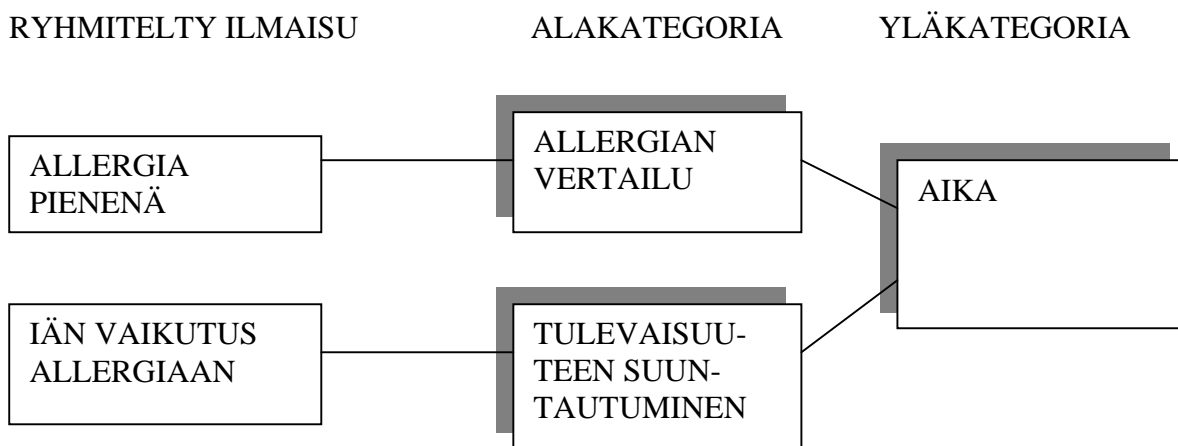 RYHMITELTY ILMAISU ALAKATEGORIA YLÄKATEGORIA
ALLERGIA
PIENENÄ
ALLERGIAN
VERTAILU
AIKA
IÄN VAIKUTUS
ALLERGIAAN
TULEVAISUU-
TEEN SUUN-
TAUTUMINEN